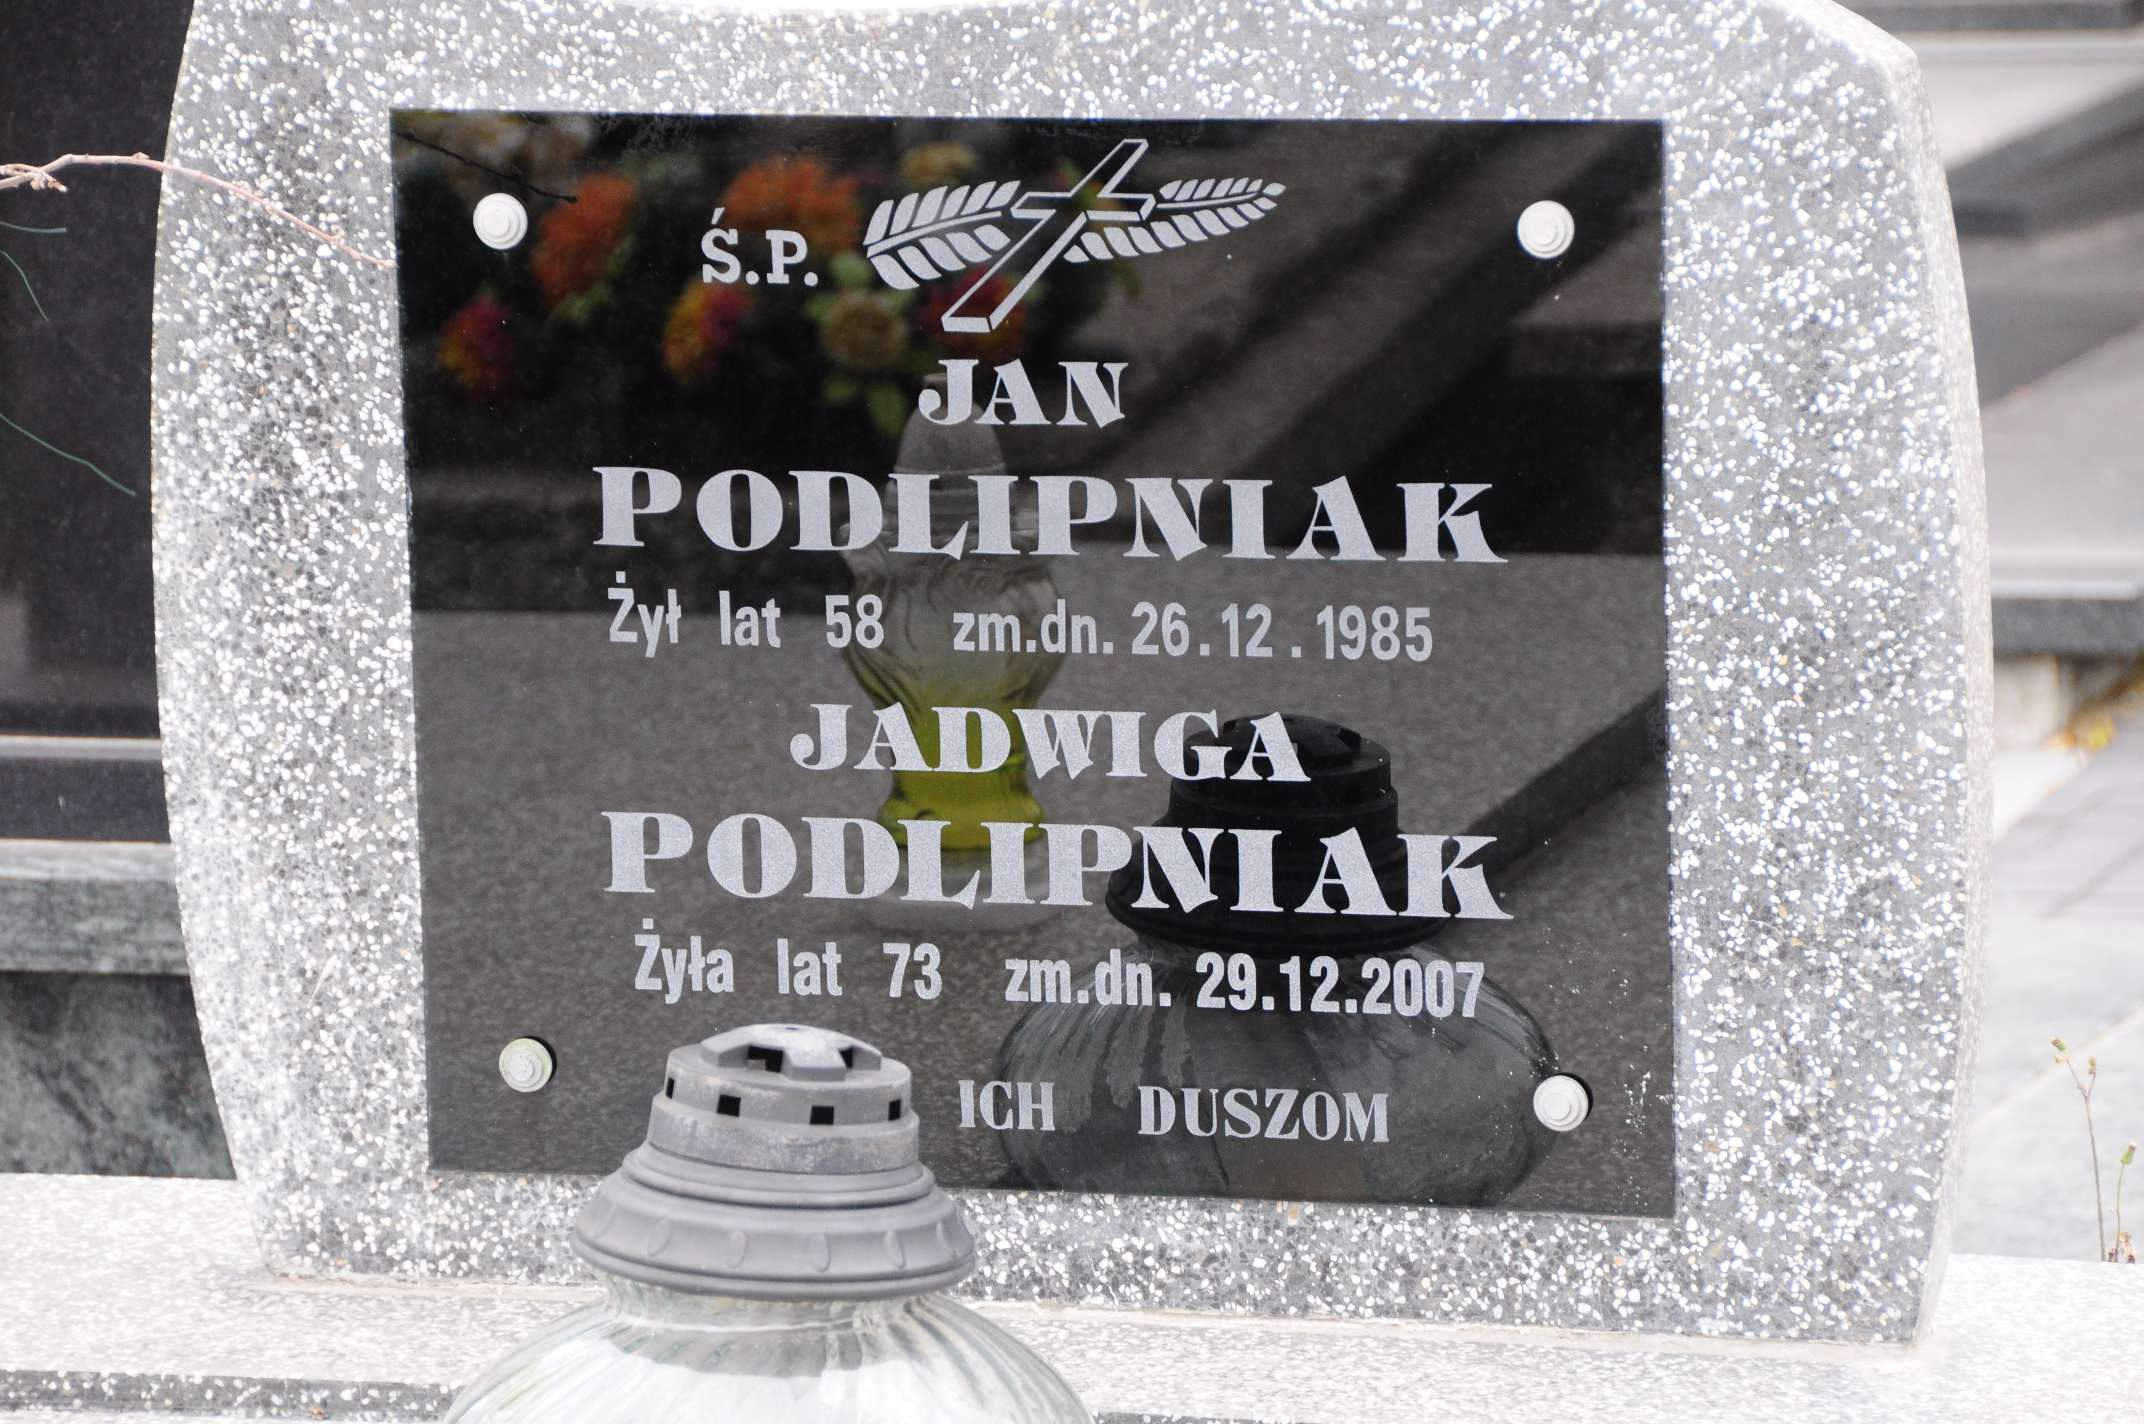 Ś.P.
JAN
PODLIPNIAK
Żył lat 58 zm.dn. 26.12.1985
JADWIGA
PODLIPNIAK
Żyła lat 73 zm.dn. 29.12.2007
ICH DUSZOM